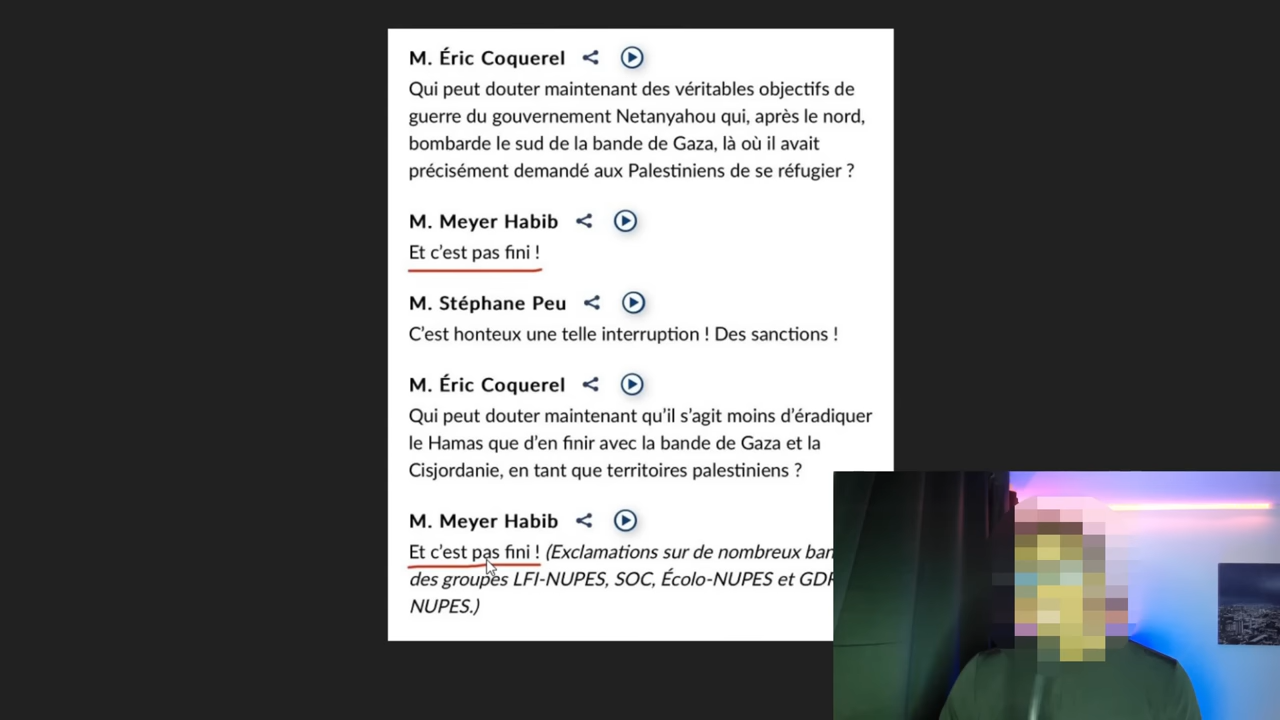 M. Éric Coquerel
Qui peut douter maintenant des véritables objectifs de
guerre du gouvernement Netanyahou qui, après le nord,
bombarde le sud de la bande de Gaza, là où il avait
précisément demandé aux Palestiniens de se réfugier ?
M. Meyer Habib
Et c'est pas fini !
M. Stéphane Peu
C'est honteux une telle interruption ! Des sanctions !
M. Éric Coquerel
Qui peut douter maintenant qu'il s'agit moins d'éradiquer
le Hamas que d'en finir avec la bande de Gaza et la
Cisjordanie, en tant que territoires palestiniens ?
M. Meyer Habib
Et c'est pas fini ! (Exclamations sur de nombreux
des groupes LFI-NUPES, SOC, Écolo-NUPES et
NUPES.)